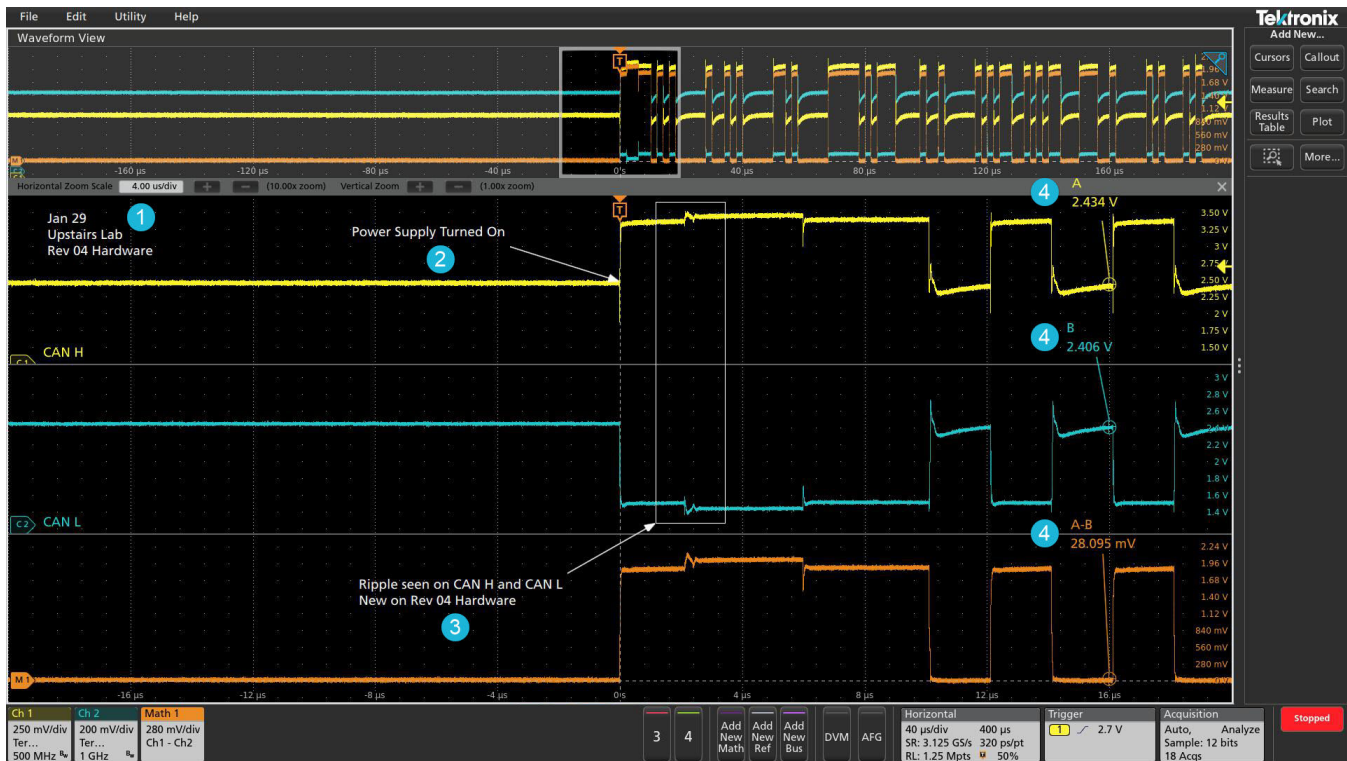 File Edit Utility Help
Tektronix
Waveform View
Add New...
Cursors Callout
Measure Search
Results Table Plot
More...
T
1.96
1.68 V
1.12 V
840 mV
560 mV
280 mV
-160 µs -120 µs -80 µs -40 µs 0 s 40 µs 80 µs 120 µs 160 µs
Horizontal Zoom Scale 4.00 us/div + − (10.00x zoom) Vertical Zoom + − (1.00x zoom)
Jan 29
Upstairs Lab
Rev 04 Hardware
1
Power Supply Turned On
2
T
4
A
2.434 V
3.50 V
3.25 V
3 V
2.75
2.50 V
2.25 V
2 V
1.75 V
1.50 V
C1 CAN H
4
B
2.406 V
3 V
2.8 V
2.6 V
2.2 V
2 V
1.8 V
1.6 V
1.4 V
C2 CAN L
4
A-B
28.095 mV
2.24 V
1.96 V
1.68 V
1.40 V
1.12 V
840 mV
560 mV
280 mV
Ripple seen on CAN H and CAN L
New on Rev 04 Hardware
3
M 1
-16 µs -12 µs -8 µs -4 µs 0 s 4 µs 8 µs 12 µs 16 µs
Ch 1
250 mV/div
Ter...
500 MHz Bw
Ch 2
200 mV/div
Ter...
1 GHz Bw
Math 1
280 mV/div
Ch1 - Ch2
3
4
Add New Math
Add New Ref
Add New Bus
DVM
AFG
Horizontal
40 µs/div 400 µs
SR: 3.125 GS/s 320 ps/pt
RL: 1.25 Mpts 50%
Trigger
1 2.7 V
Acquisition
Auto, Analyze
Sample: 12 bits
18 Acqs
Stopped